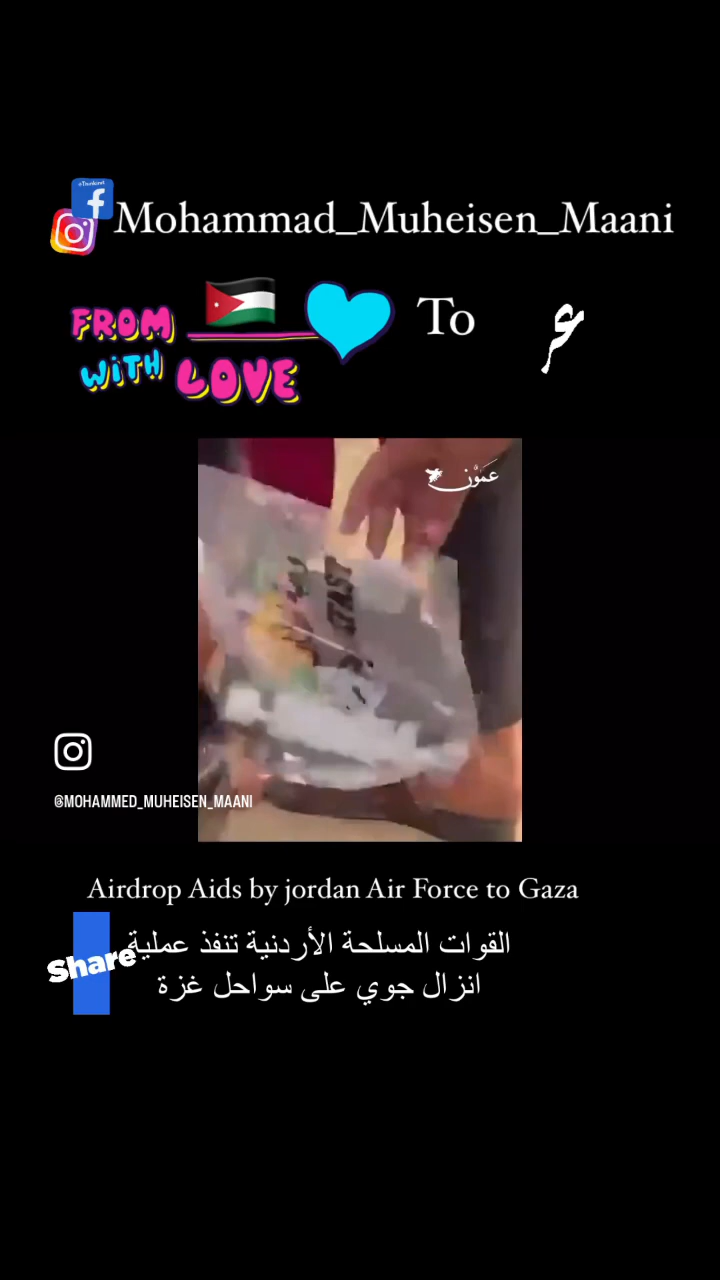 Mohammad_Muheisen_Maani
FROM
To
WITH LOVE
عمون
@MOHAMMED_MUHEISEN_MAANI
Airdrop Aids by jordan Air Force to Gaza
القوات المسلحة الأردنية تنفذ عملية
Share
انزال جوي على سواحل غزة